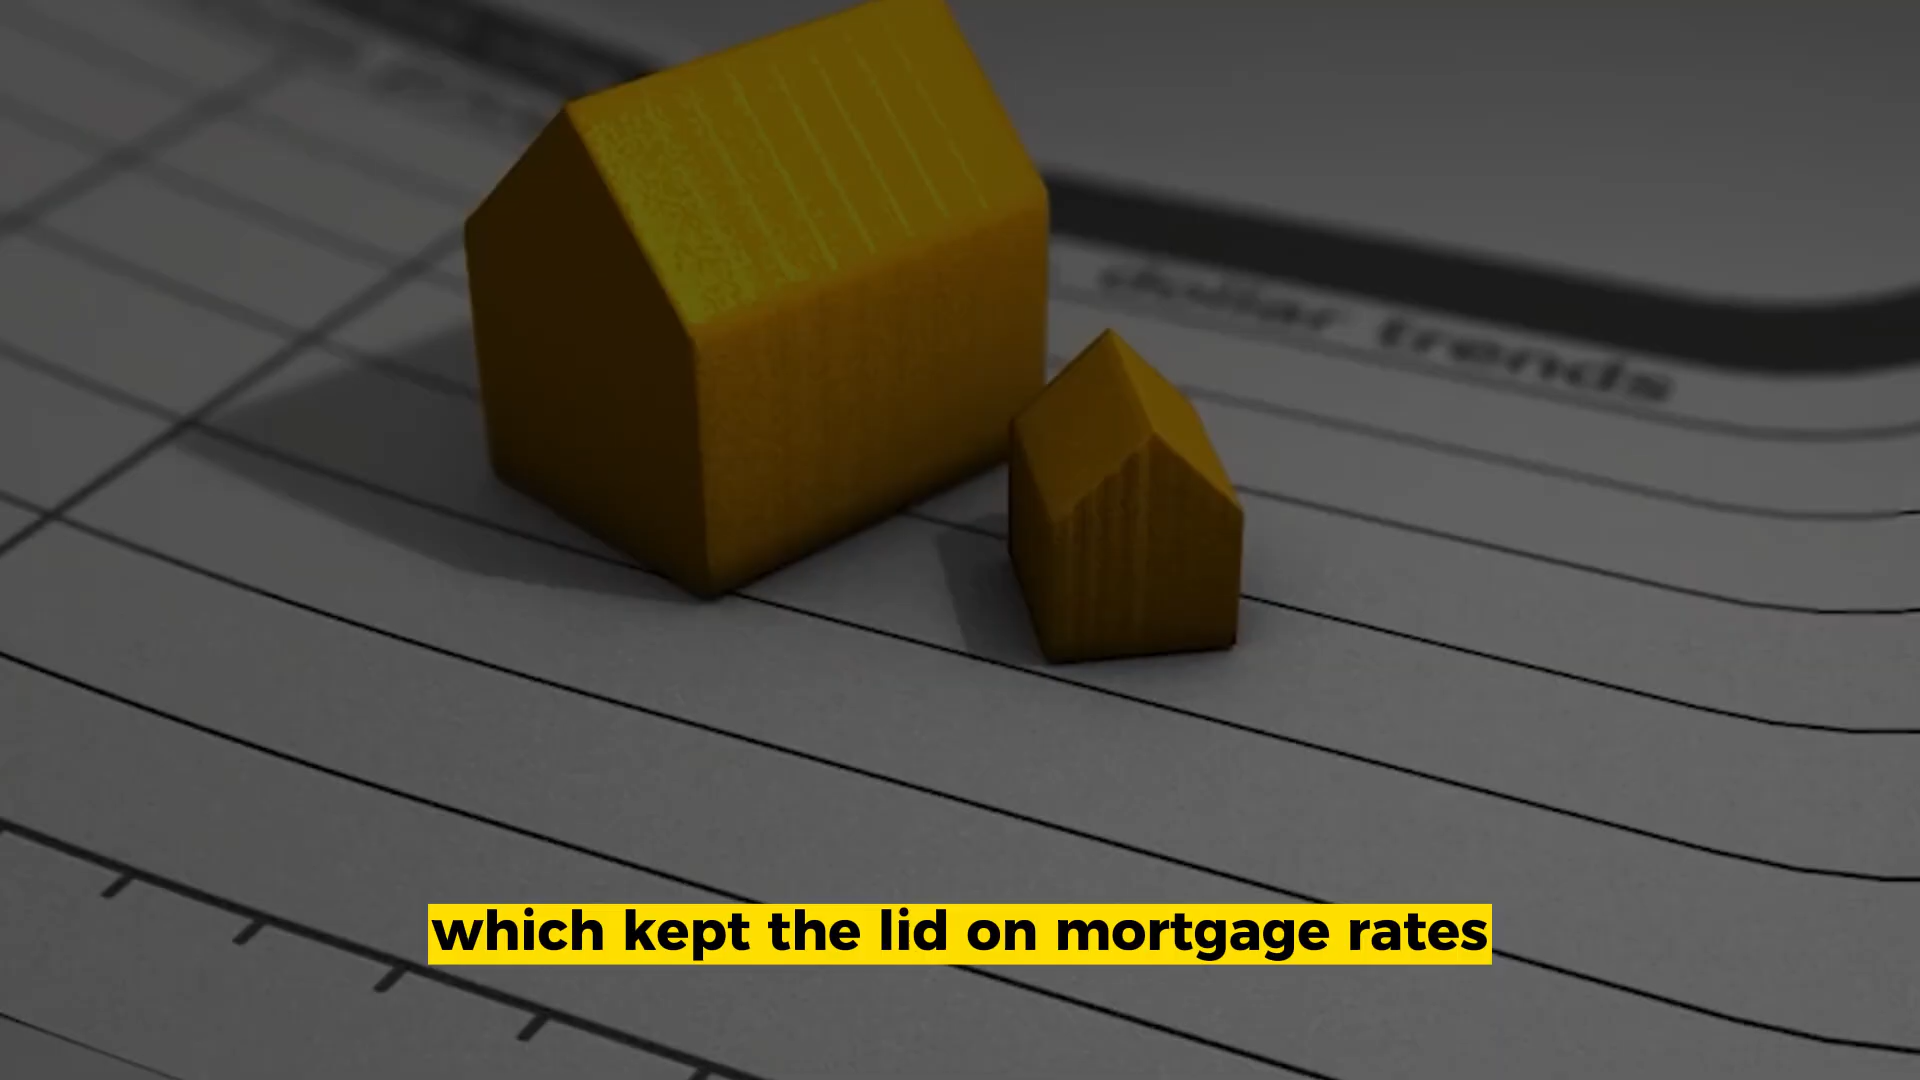 dollar trends
which kept the lid on mortgage rates